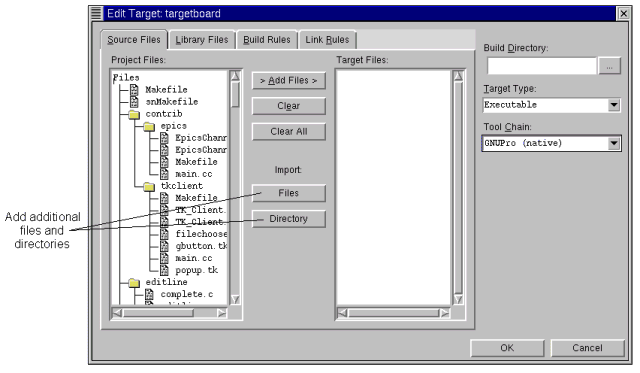 Edit Target: targetboard
Source Files
Library Files
Build Rules
Link Rules
Project Files:
Files
Makefile
snMakefile
contrib
epics
EpicsChann
EpicsChann
Makefile
main.cc
tkclient
Makefile
TK_Client.
TK_Client.
filechoose
gbutton.tk
main.cc
popup.tk
editline
complete.c
> Add Files >
Clear
Clear All
Import:
Files
Directory
Target Files:
Build Directory:
...
Target Type:
Executable
Tool Chain:
GNUPro (native)
Add additional
files and
directories
OK
Cancel